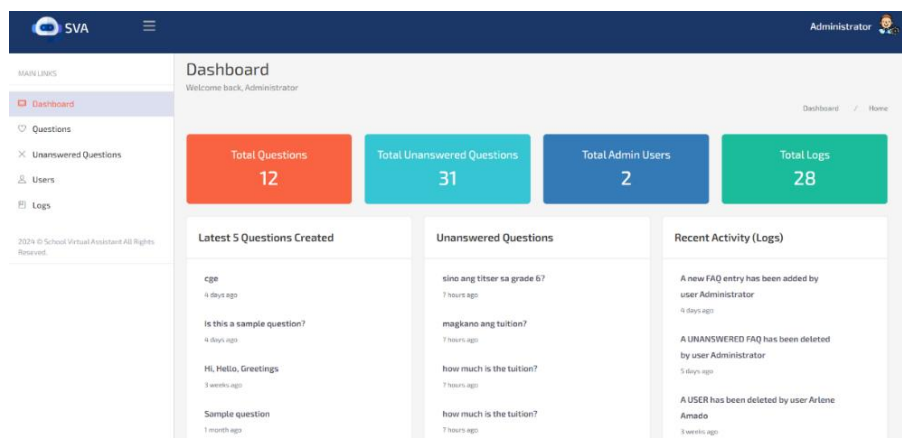 SVA
Administrator
MAIN LINKS
Dashboard
Questions
Unanswered Questions
Users
Logs
2024 © School Virtual Assistant All Rights
Reseved.
Dashboard
Welcome back, Administrator
Dashboard / Home
Total Questions
12
Total Unanswered Questions
31
Total Admin Users
2
Total Logs
28
Latest 5 Questions Created
cge
4 days ago
Is this a sample question?
4 days ago
Hi, Hello, Greetings
3 weeks ago
Sample question
1 month ago
Unanswered Questions
sino ang titser sa grade 6?
7 hours ago
magkano ang tuition?
7 hours ago
how much is the tuition?
7 hours ago
how much is the tuition?
7 hours ago
Recent Activity (Logs)
A new FAQ entry has been added by
user Administrator
4 days ago
A UNANSWERED FAQ has been deleted
by user Administrator
5 days ago
A USER has been deleted by user Arlene
Amado
3 weeks ago